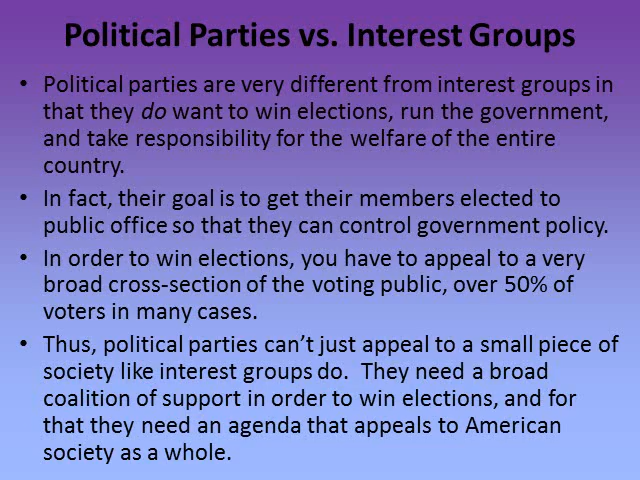 Political Parties vs. Interest Groups
• Political parties are very different from interest groups in
that they do want to win elections, run the government,
and take responsibility for the welfare of the entire
country.
• In fact, their goal is to get their members elected to
public office so that they can control government policy.
• In order to win elections, you have to appeal to a very
broad cross-section of the voting public, over 50% of
voters in many cases.
• Thus, political parties can't just appeal to a small piece of
society like interest groups do.  They need a broad
coalition of support in order to win elections, and for
that they need an agenda that appeals to American
society as a whole.